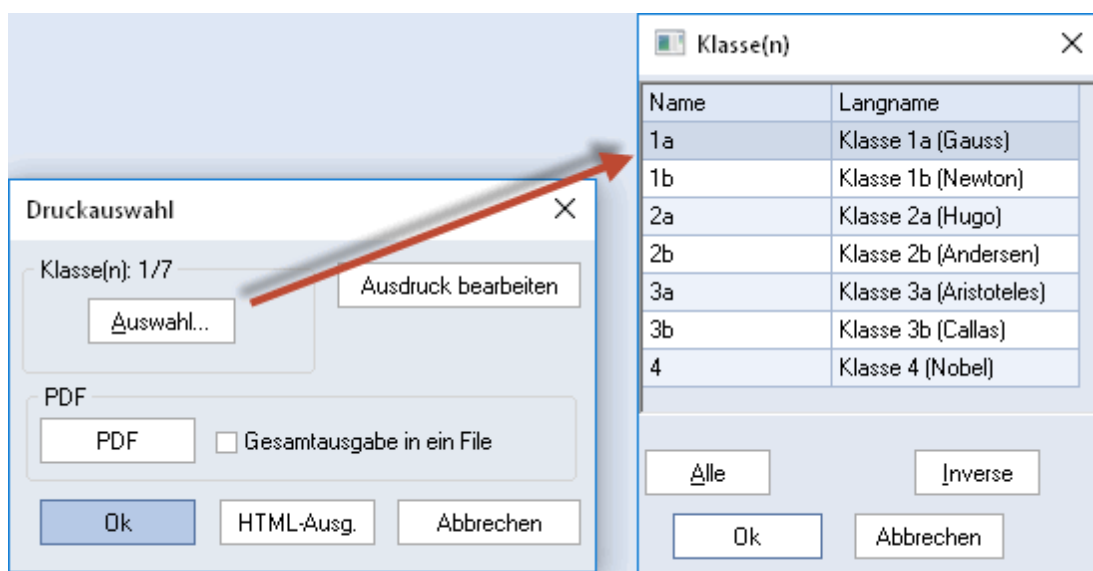 Druckauswahl
Klasse(n): 1/7
Auswahl...
Ausdruck bearbeiten
PDF
PDF
Gesamtausgabe in ein File
Ok
HTML-Ausg.
Abbrechen
Klasse(n)
Name Langname
1a Klasse 1a (Gauss)
1b Klasse 1b (Newton)
2a Klasse 2a (Hugo)
2b Klasse 2b (Andersen)
3a Klasse 3a (Aristoteles)
3b Klasse 3b (Callas)
4 Klasse 4 (Nobel)
Alle
Inverse
Ok
Abbrechen